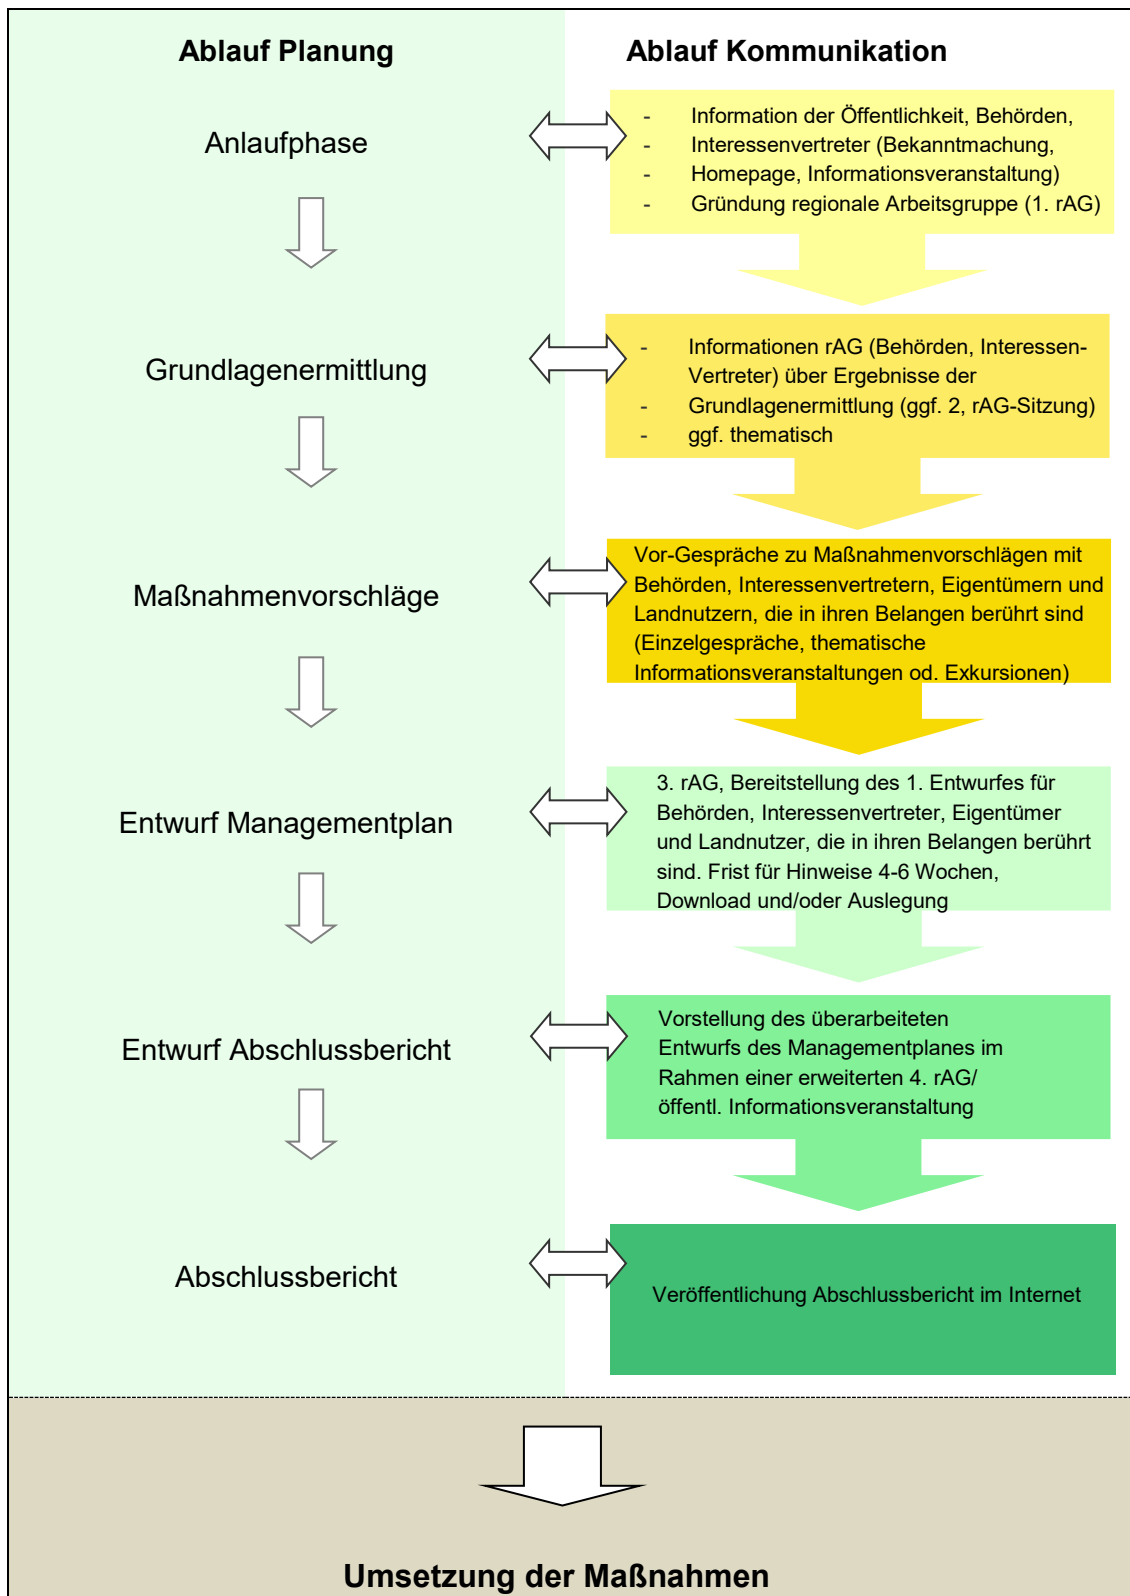 Ablauf Planung
Ablauf Kommunikation
Anlaufphase
- Information der Öffentlichkeit, Behörden,
- Interessenvertreter (Bekanntmachung,
- Homepage, Informationsveranstaltung)
- Gründung regionale Arbeitsgruppe (1. rAG)
Grundlagenermittlung
- Informationen rAG (Behörden, Interessen-
Vertreter) über Ergebnisse der
- Grundlagenermittlung (ggf. 2, rAG-Sitzung)
- ggf. thematisch
Maßnahmenvorschläge
Vor-Gespräche zu Maßnahmenvorschlägen mit
Behörden, Interessenvertretern, Eigentümern und
Landnutzern, die in ihren Belangen berührt sind
(Einzelgespräche, thematische
Informationsveranstaltungen od. Exkursionen)
Entwurf Managementplan
3. rAG, Bereitstellung des 1. Entwurfes für
Behörden, Interessenvertreter, Eigentümer
und Landnutzer, die in ihren Belangen berührt
sind. Frist für Hinweise 4-6 Wochen,
Download und/oder Auslegung
Entwurf Abschlussbericht
Vorstellung des überarbeiteten
Entwurfs des Managementplanes im
Rahmen einer erweiterten 4. rAG/
öffentl. Informationsveranstaltung
Abschlussbericht
Veröffentlichung Abschlussbericht im Internet
Umsetzung der Maßnahmen